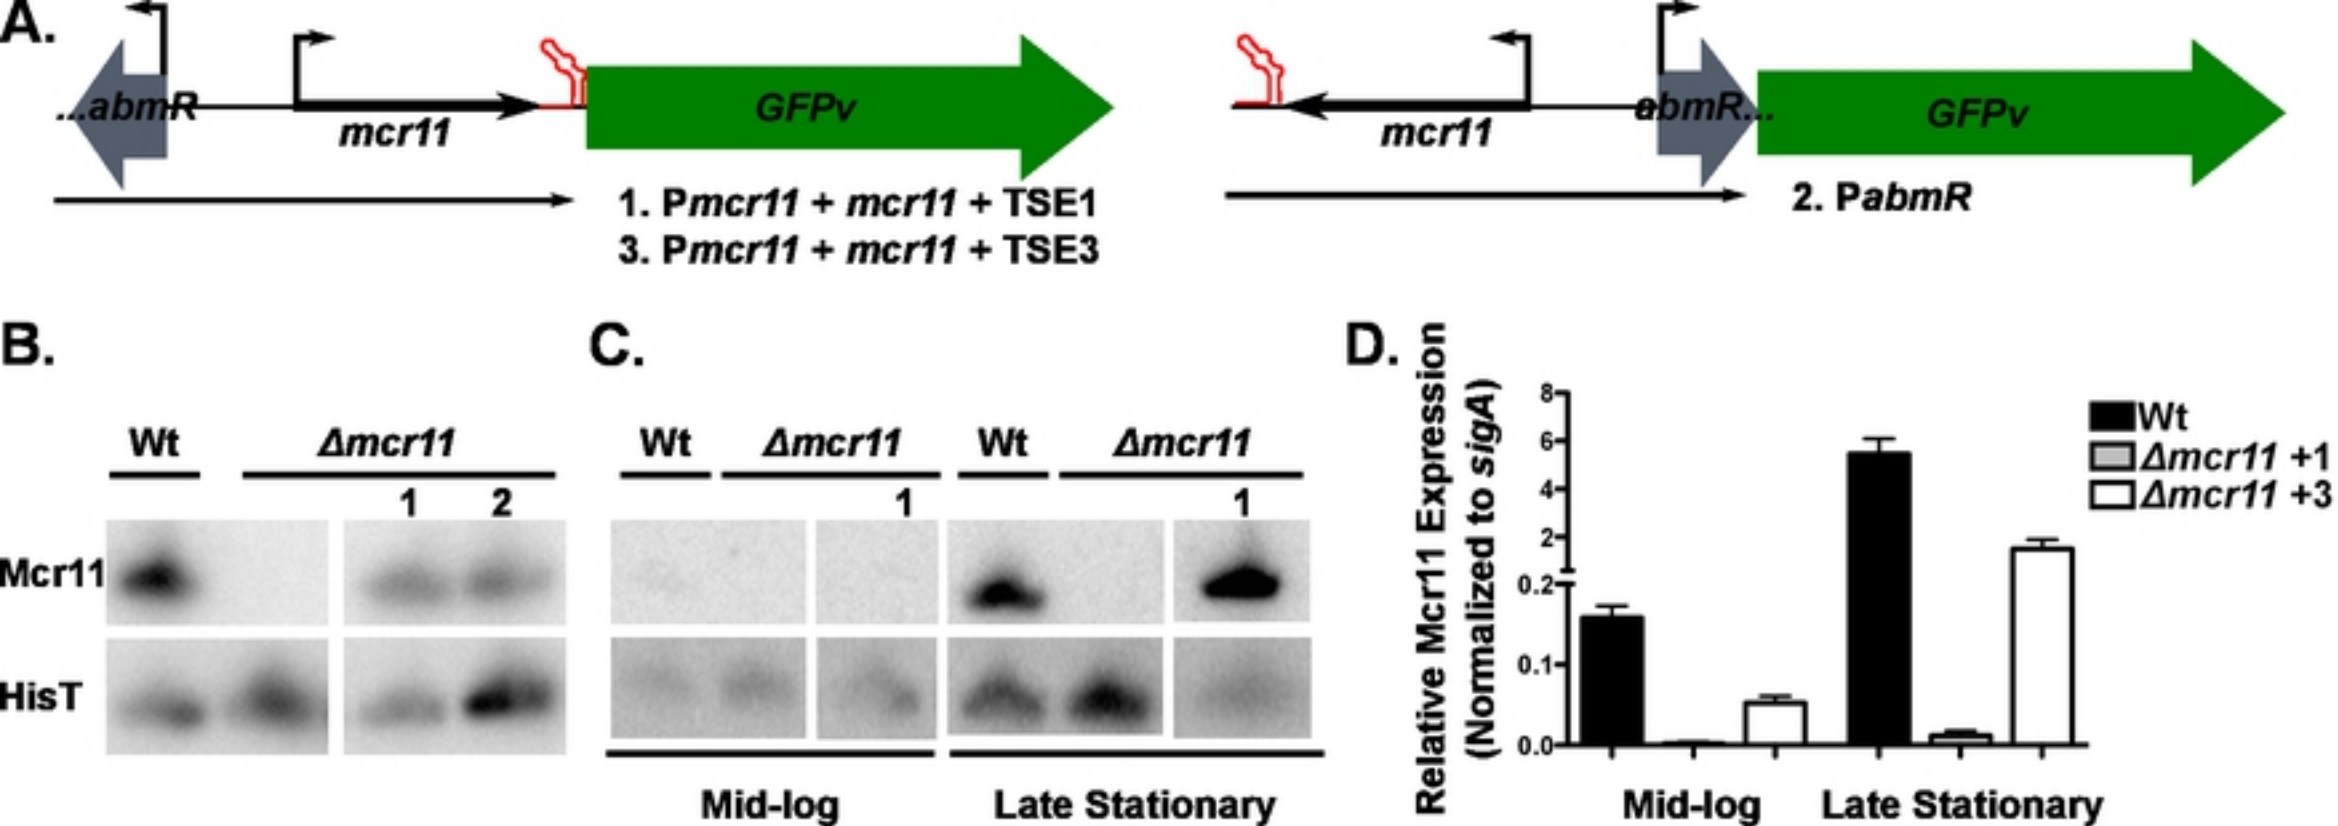 A.
...abmR
mcr11
GFPv
1. Pmcr11 + mcr11 + TSE1
3. Pmcr11 + mcr11 + TSE3
mcr11
abmR...
GFPv
2. PabmR
B.
Wt
Δmcr11
1
2
Mcr11
HisT
C.
Wt
Δmcr11
Wt
Δmcr11
1
1
Mid-log
Late Stationary
D.
Relative Mcr11 Expression
(Normalized to sigA)
8
6
4
2
0.2
0.1
0.0
Mid-log
Late Stationary
Wt
Δmcr11 +1
Δmcr11 +3